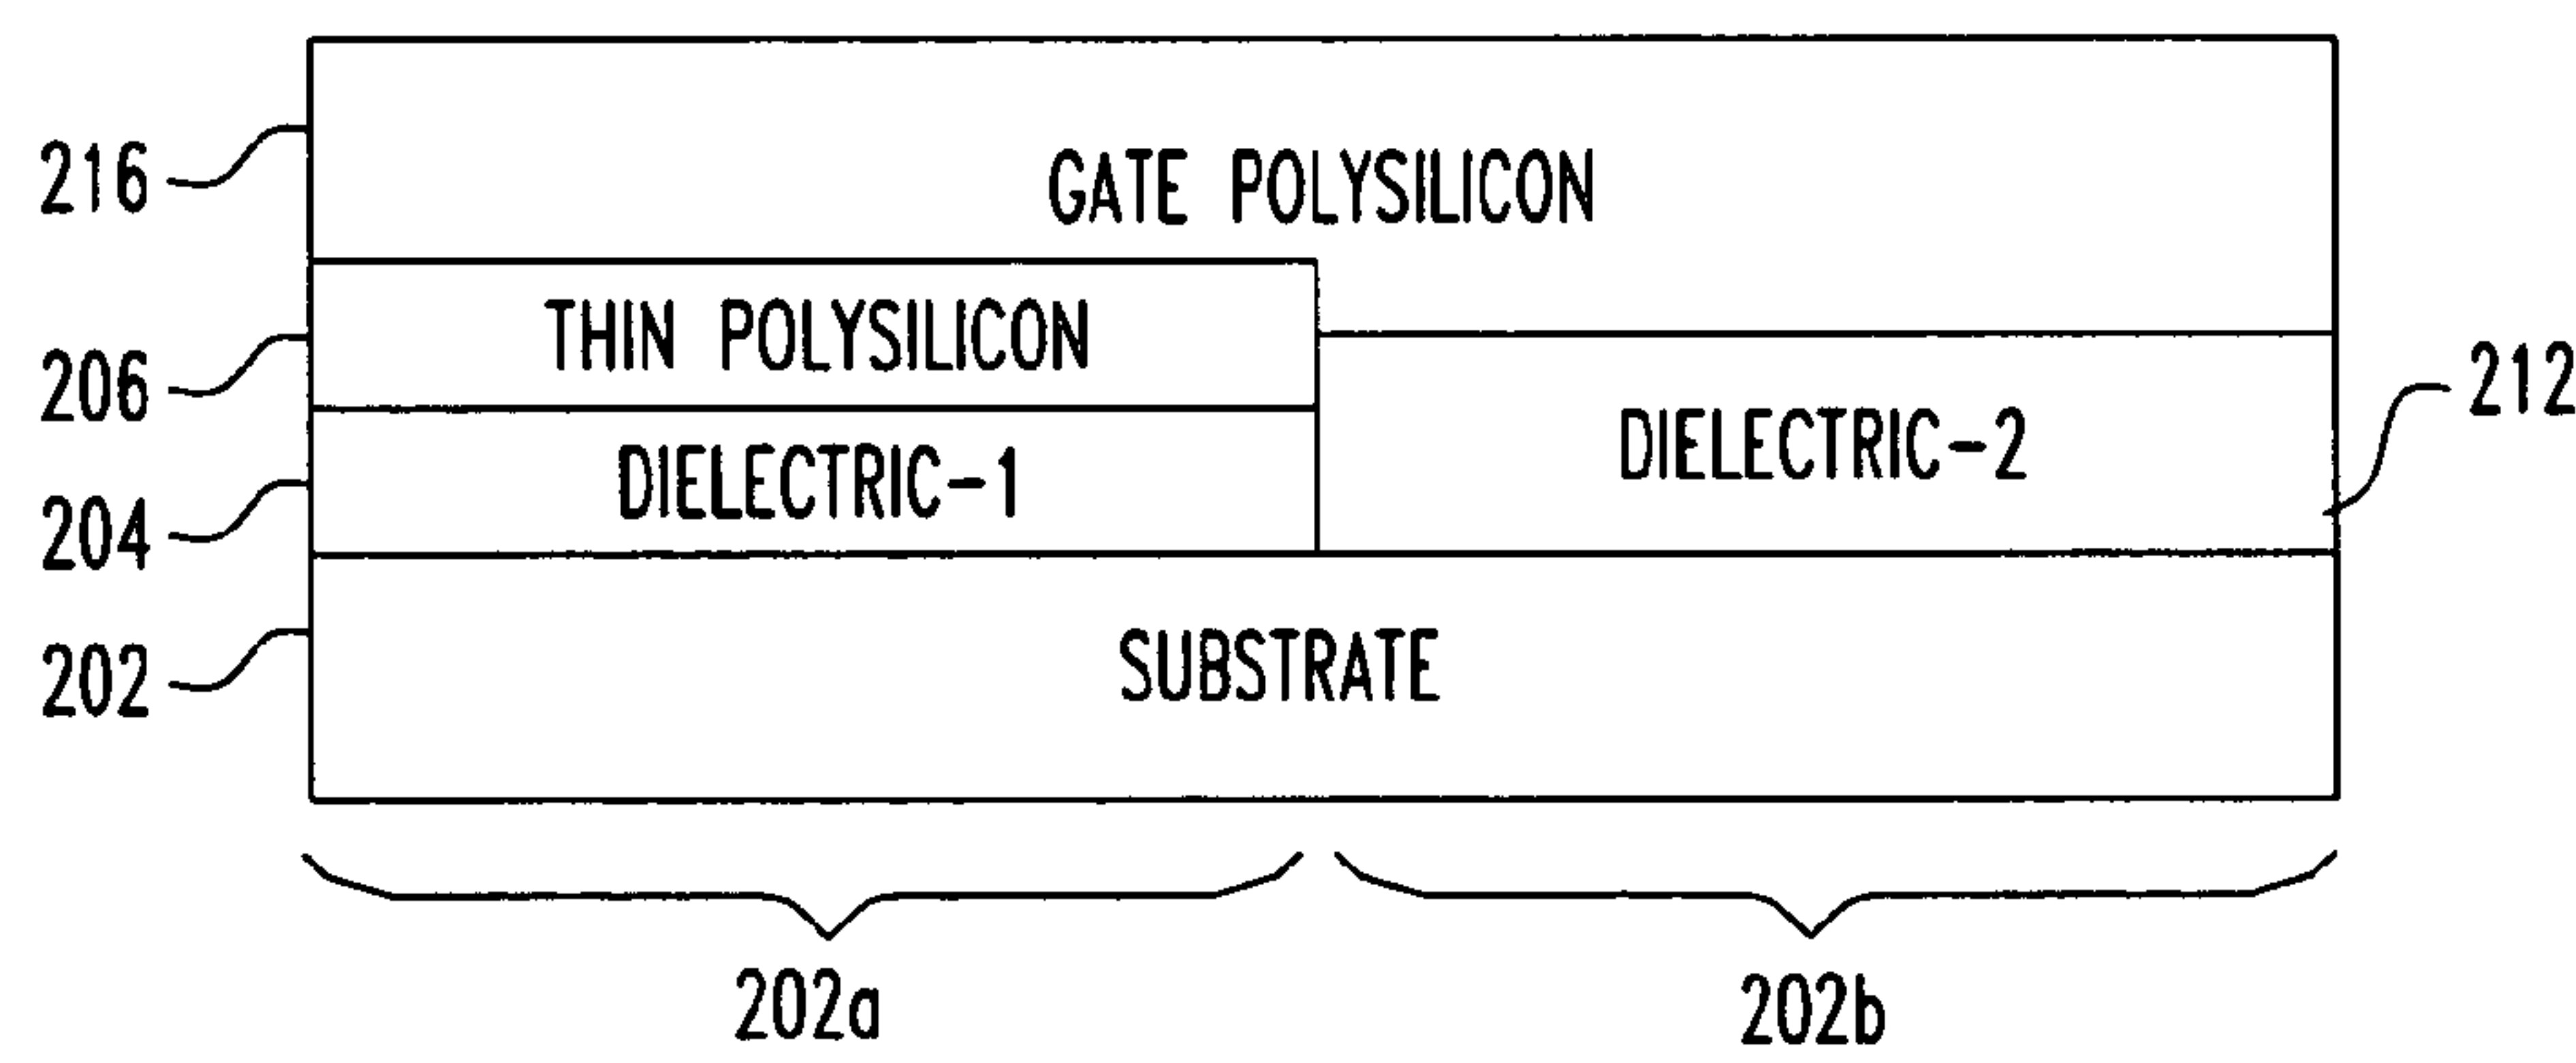 216
GATE POLYSILICON
206
THIN POLYSILICON
212
204
DIELECTRIC-1
DIELECTRIC-2
202
SUBSTRATE
202a
202b